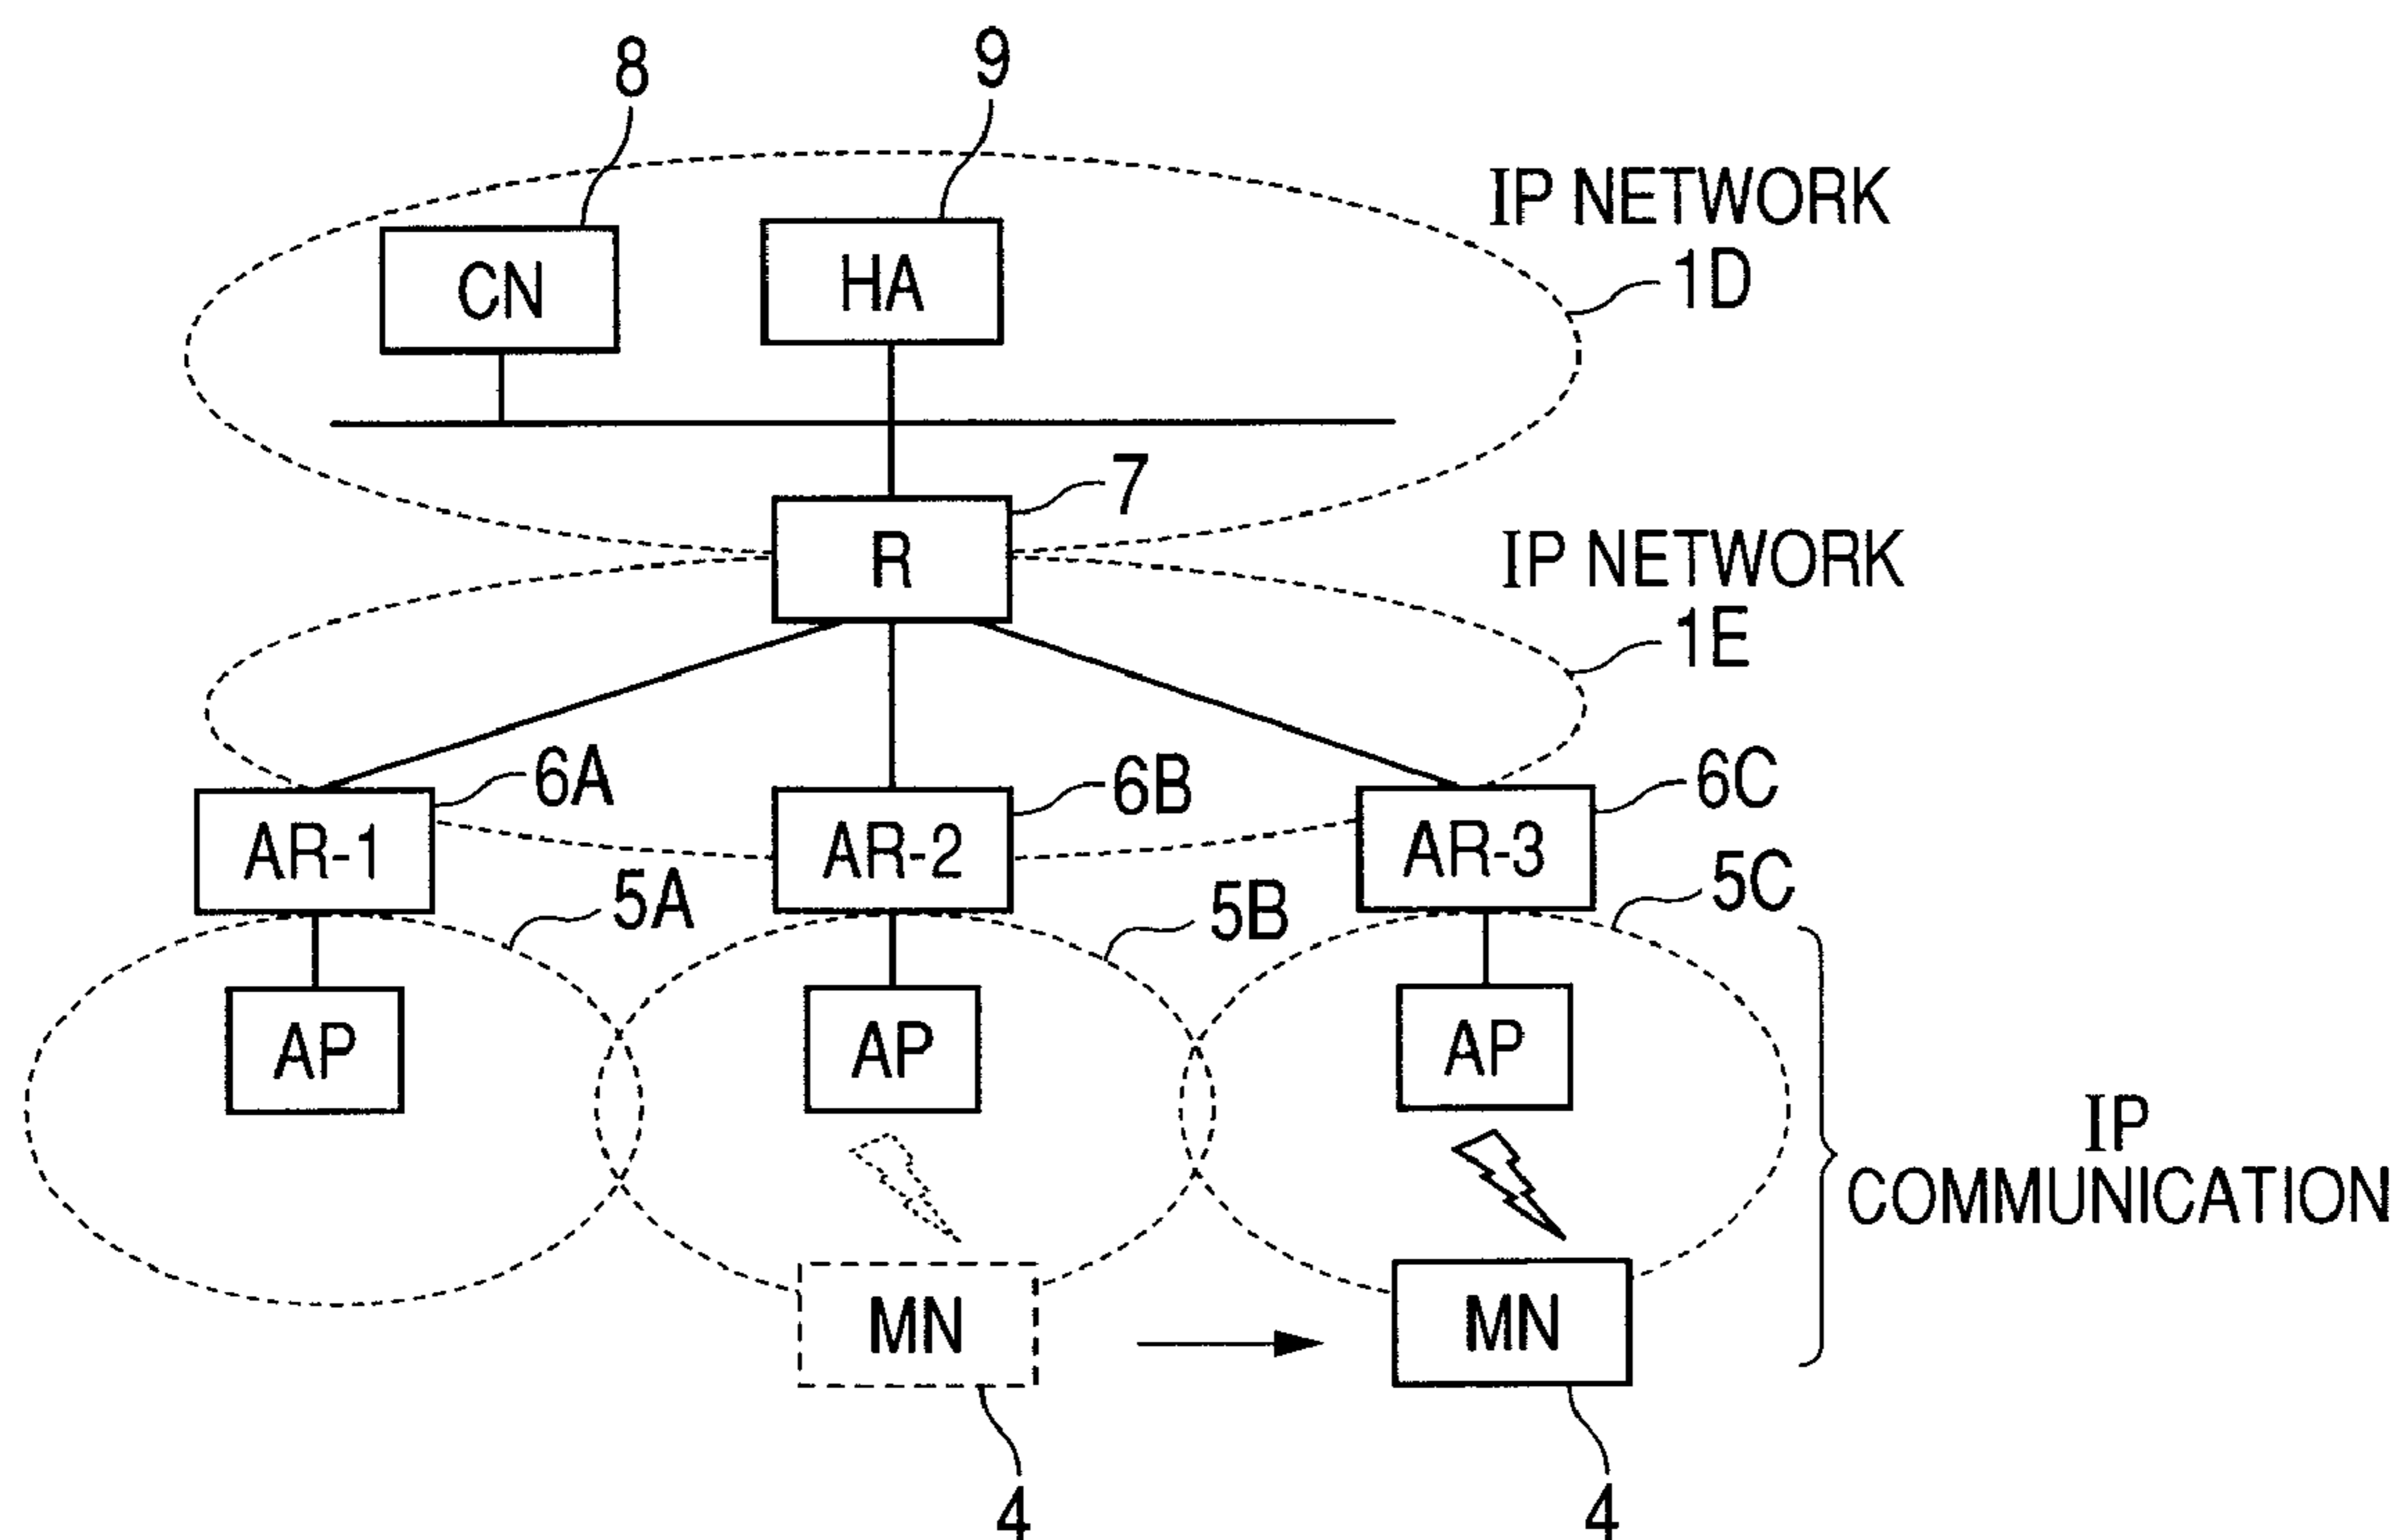 8
9
IP NETWORK
1D
CN
HA
7
R
IP NETWORK
1E
6A
6B
6C
AR-1
AR-2
AR-3
5A
5B
5C
AP
AP
AP
IP
COMMUNICATION
MN
MN
4
4